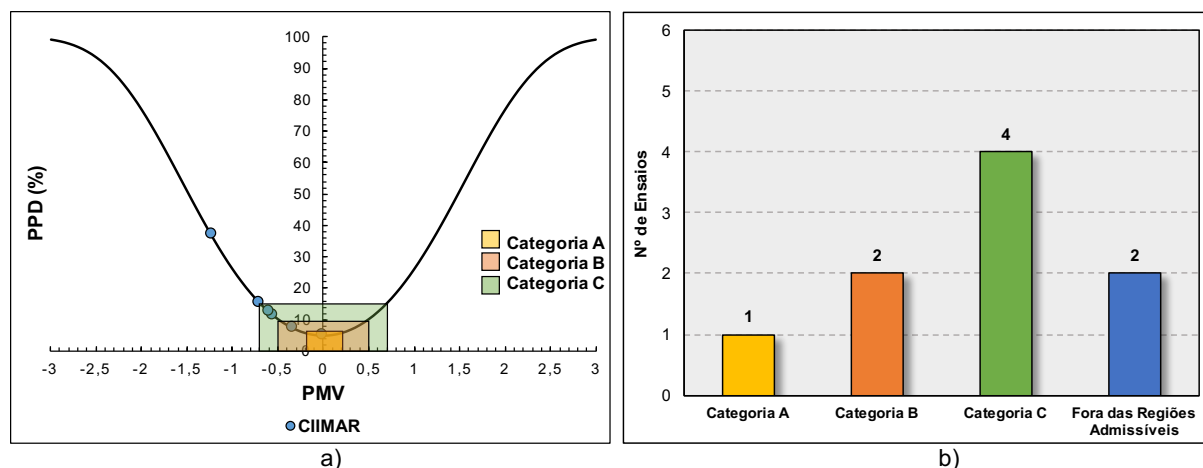 100
90
80
70
60
50
40
30
20
10
0
PPD (%)
-3 -2,5 -2 -1,5 -1 -0,5 0 0,5 1 1,5 2 2,5 3
PMV
Categoria A
Categoria B
Categoria C
CIIMAR
a)
6
5
4
3
2
1
0
Nº de Ensaios
1
2
4
2
Categoria A Categoria B Categoria C Fora das Regiões
Admissíveis
b)